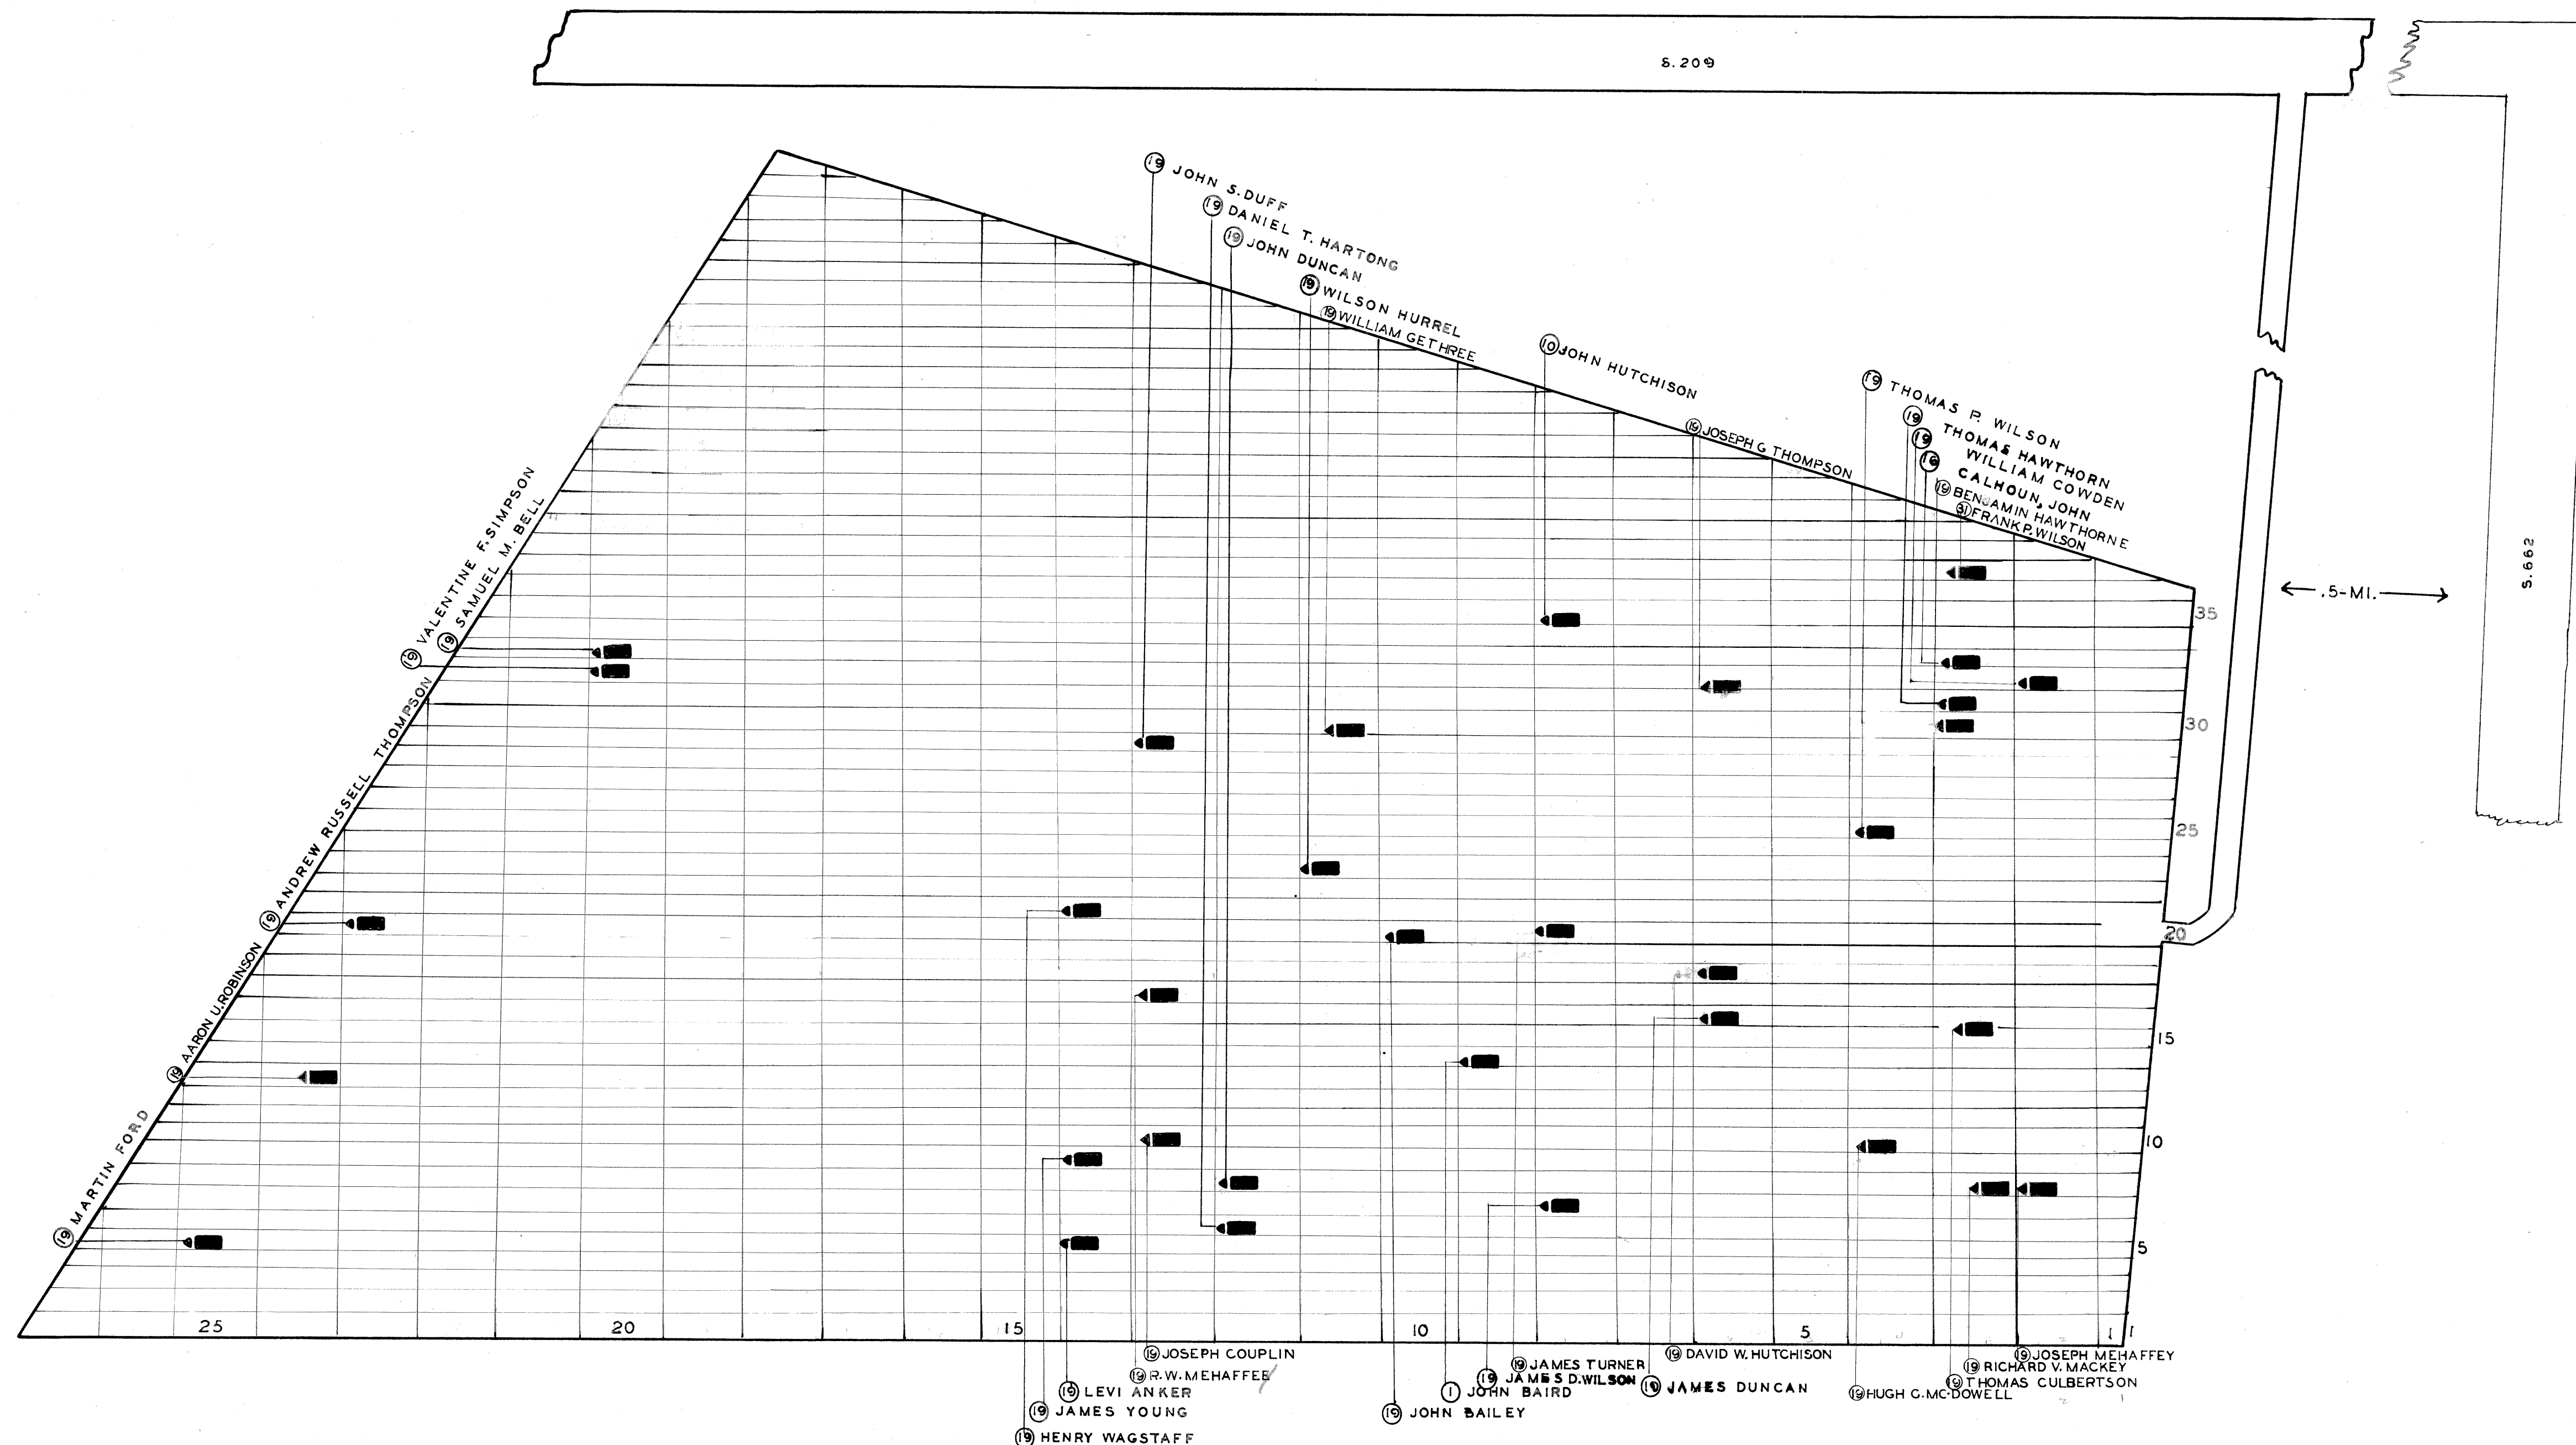 S.209
19 JOHN S. DUFF
19 DANIEL T. HARTONG
19 JOHN DUNCAN
19 WILSON HURREL
19 WILLIAM GETHREE
10 JOHN HUTCHISON
19 THOMAS P. WILSON
19 THOMAS HAWTHORN
19 WILLIAM COWDEN
16 CALHOUN, JOHN
19 BENJAMIN HAWTHORNE
31 FRANK P. WILSON
19 JOSEPH G THOMPSON
19 VALENTINE F. SIMPSON
19 SAMUEL M. BELL
.5-MI.
S.662
35
30
25
20
15
10
5
19 ANDREW RUSSELL THOMPSON
19 AARON U. ROBINSON
19 MARTIN FORD
25
20
15
10
5
1
1
19 JOSEPH COUPLIN
19 R.W. MEHAFFEE
19 LEVI ANKER
19 JAMES YOUNG
19 HENRY WAGSTAFF
19 JAMES TURNER
19 JAMES D. WILSON
1 JOHN BAIRD
19 JOHN BAILEY
19 DAVID W. HUTCHISON
JAMES DUNCAN
19 JOSEPH MEHAFFEY
19 RICHARD V. MACKEY
19 THOMAS CULBERTSON
19 HUGH G. MC-DOWELL